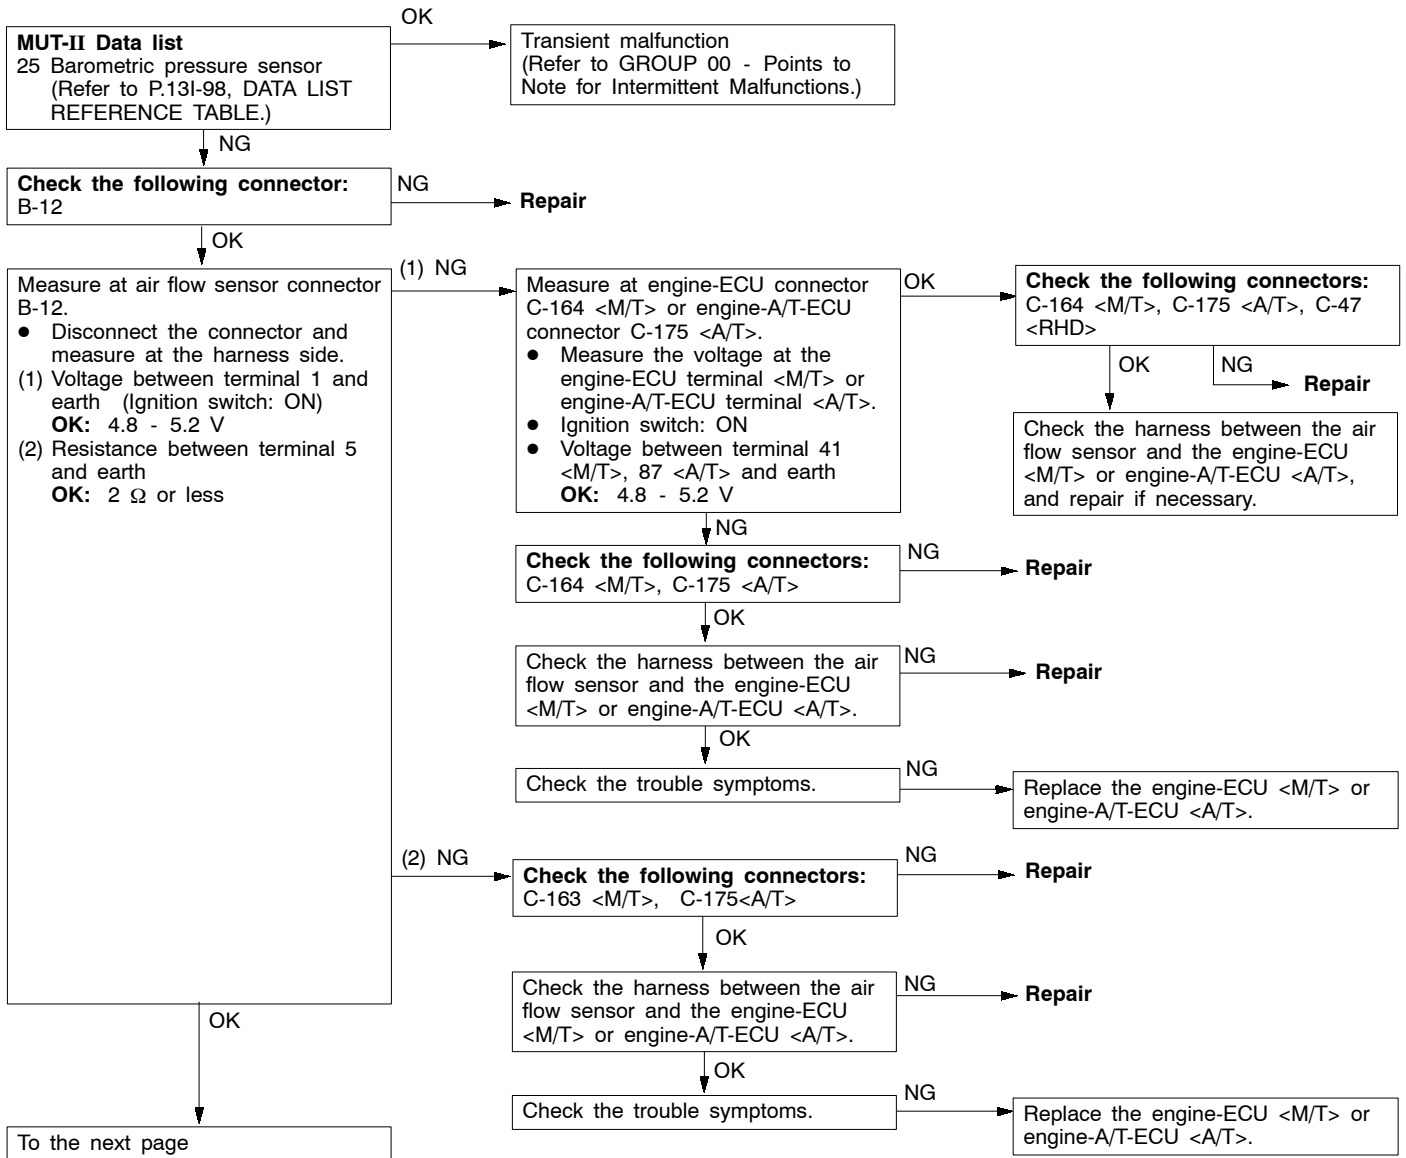 OK
MUT-II Data list
25 Barometric pressure sensor
(Refer to P.13I-98, DATA LIST
REFERENCE TABLE.)
Transient malfunction
(Refer to GROUP 00 - Points to
Note for Intermittent Malfunctions.)
NG
Check the following connector:
B-12
NG
Repair
OK
Measure at air flow sensor connector
B-12.
● Disconnect the connector and
measure at the harness side.
(1) Voltage between terminal 1 and
earth (Ignition switch: ON)
OK: 4.8 - 5.2 V
(2) Resistance between terminal 5
and earth
OK: 2 Ω or less
(1) NG
Measure at engine-ECU connector
C-164 <M/T> or engine-A/T-ECU
connector C-175 <A/T>.
● Measure the voltage at the
engine-ECU terminal <M/T> or
engine-A/T-ECU terminal <A/T>.
● Ignition switch: ON
● Voltage between terminal 41
<M/T>, 87 <A/T> and earth
OK: 4.8 - 5.2 V
OK
Check the following connectors:
C-164 <M/T>, C-175 <A/T>, C-47
<RHD>
OK
NG
Repair
Check the harness between the air
flow sensor and the engine-ECU
<M/T> or engine-A/T-ECU <A/T>,
and repair if necessary.
NG
Check the following connectors:
C-164 <M/T>, C-175 <A/T>
NG
Repair
OK
Check the harness between the air
flow sensor and the engine-ECU
<M/T> or engine-A/T-ECU <A/T>.
NG
Repair
OK
Check the trouble symptoms.
NG
Replace the engine-ECU <M/T> or
engine-A/T-ECU <A/T>.
(2) NG
Check the following connectors:
C-163 <M/T>, C-175<A/T>
NG
Repair
OK
Check the harness between the air
flow sensor and the engine-ECU
<M/T> or engine-A/T-ECU <A/T>.
NG
Repair
OK
Check the trouble symptoms.
NG
Replace the engine-ECU <M/T> or
engine-A/T-ECU <A/T>.
OK
To the next page